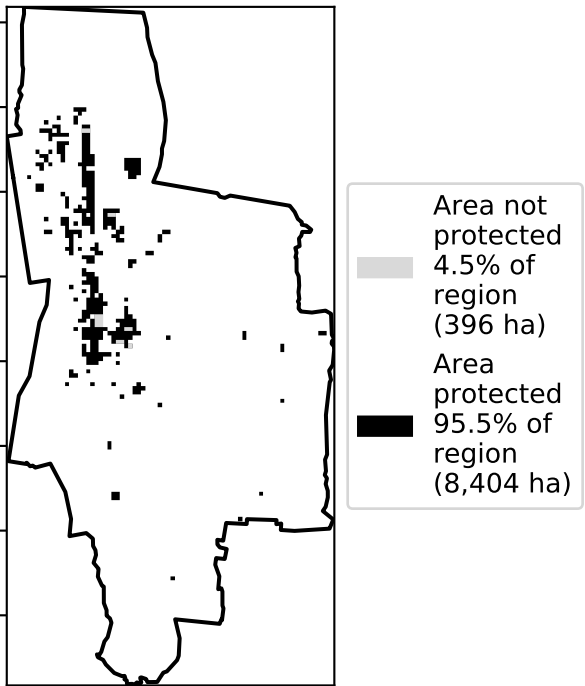 Area not
protected
4.5% of
region
(396 ha)
Area
protected
95.5% of
region
(8,404 ha)